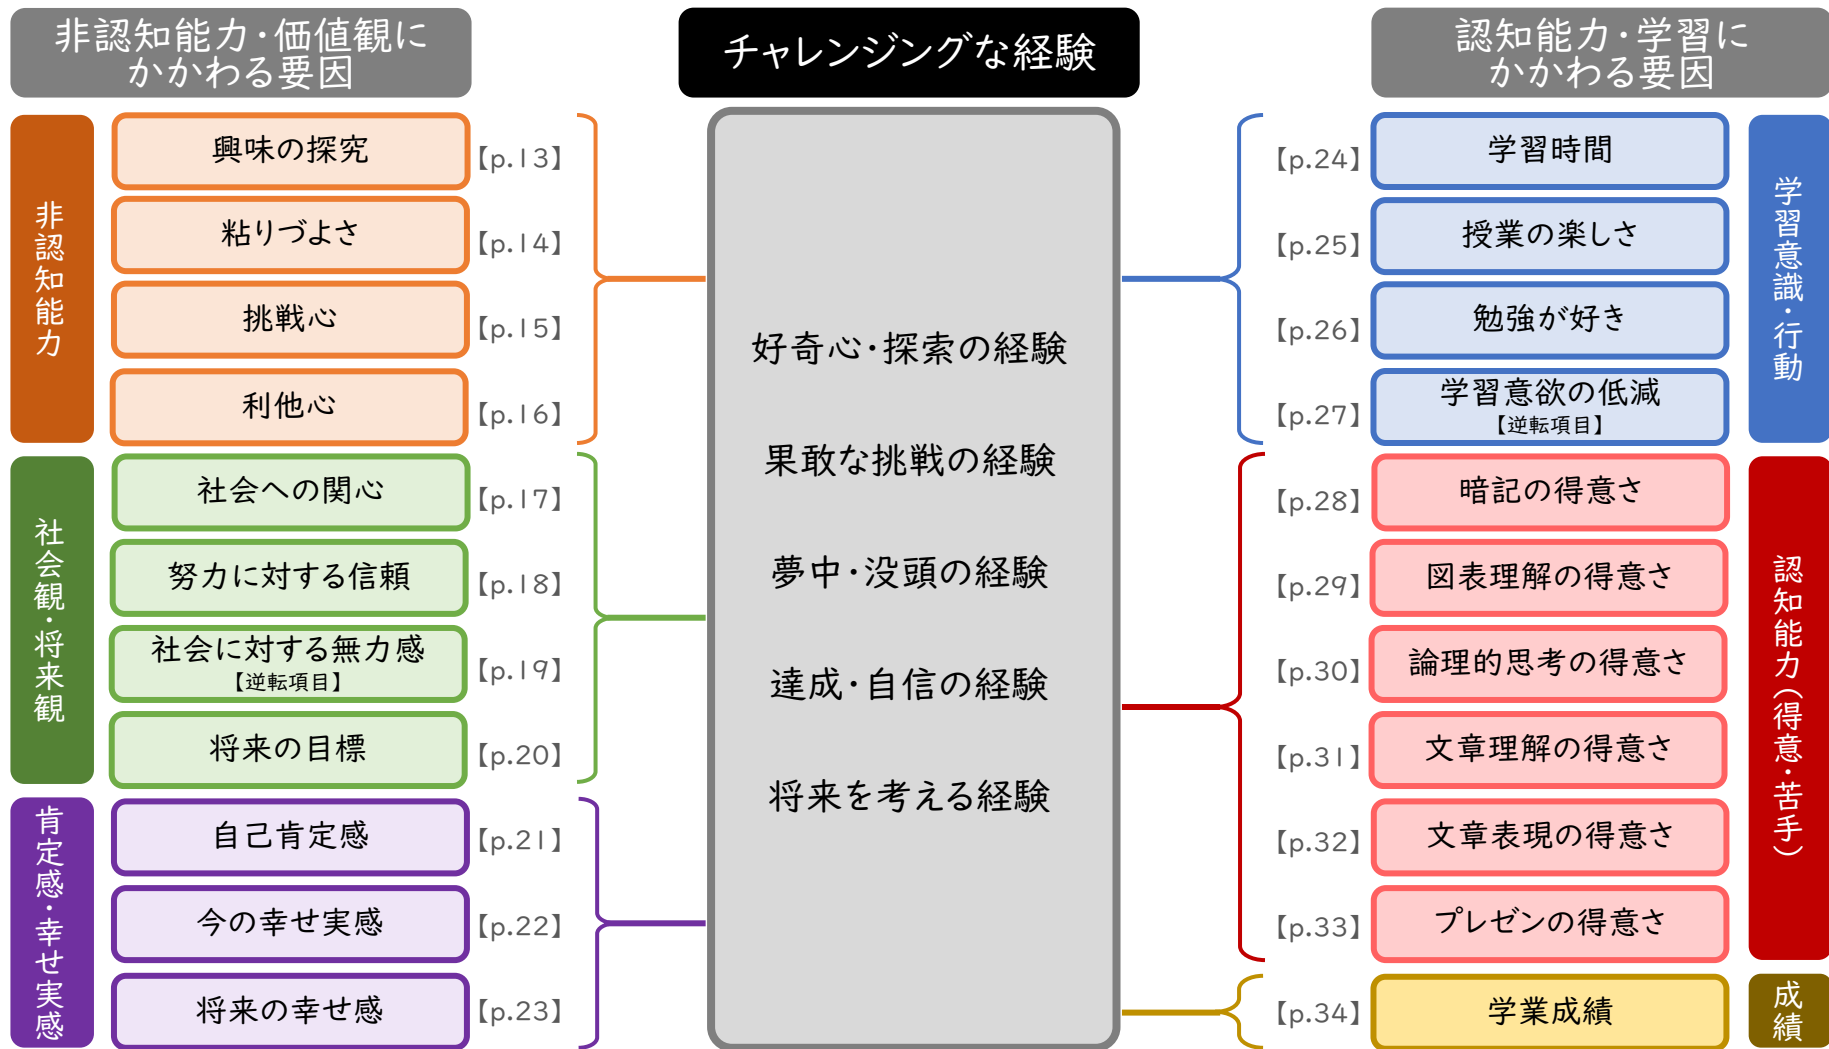 非認知能力・価値観に
かかわる要因
チャレンジングな経験
認知能力・学習に
かかわる要因
非認知能力
興味の探究
【p.13】
粘りづよさ
【p.14】
挑戦心
【p.15】
利他心
【p.16】
社会観・将来観
社会への関心
【p.17】
努力に対する信頼
【p.18】
社会に対する無力感
【逆転項目】
【p.19】
将来の目標
【p.20】
肯定感・幸せ実感
自己肯定感
【p.21】
今の幸せ実感
【p.22】
将来の幸せ感
【p.23】
好奇心・探索の経験
果敢な挑戦の経験
夢中・没頭の経験
達成・自信の経験
将来を考える経験
【p.24】
学習時間
【p.25】
授業の楽しさ
【p.26】
勉強が好き
【p.27】
学習意欲の低減
【逆転項目】
学習意識・行動
【p.28】
暗記の得意さ
【p.29】
図表理解の得意さ
【p.30】
論理的思考の得意さ
【p.31】
文章理解の得意さ
【p.32】
文章表現の得意さ
【p.33】
プレゼンの得意さ
認知能力（得意・苦手）
【p.34】
学業成績
成績